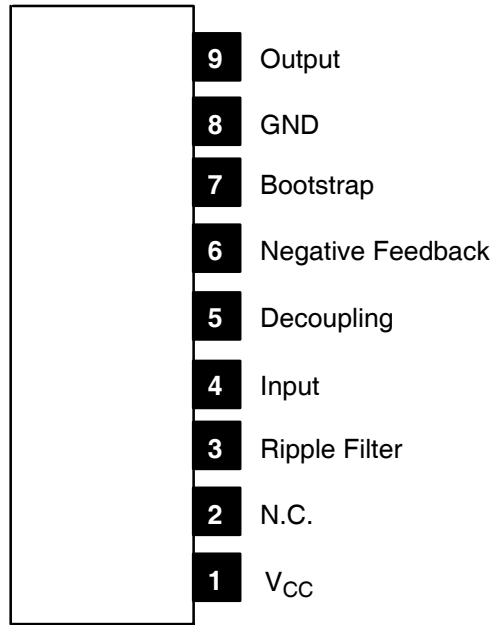 9 Output
8 GND
7 Bootstrap
6 Negative Feedback
5 Decoupling
4 Input
3 Ripple Filter
2 N.C.
1 VCC